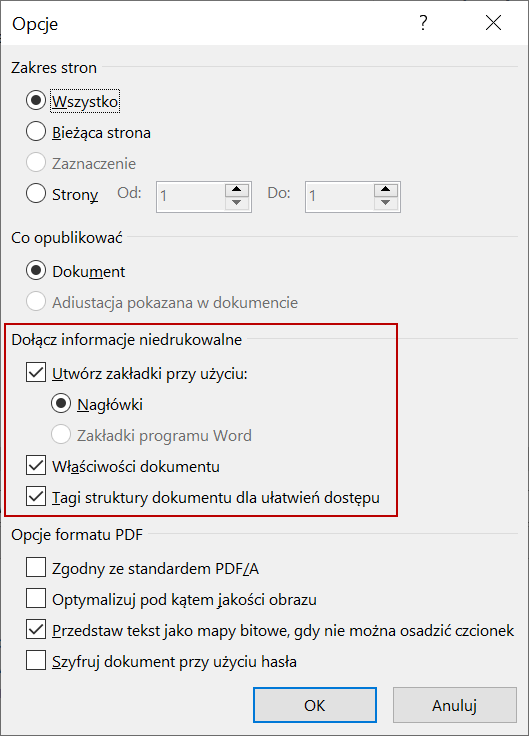 Opcje ?
Zakres stron
Wszystko
Bieżąca strona
Zaznaczenie
Strony Od: 1 Do: 1
Co opublikować
Dokument
Adiustacja pokazana w dokumencie
Dołącz informacje niedrukowalne
Utwórz zakładki przy użyciu:
Nagłówki
Zakładki programu Word
Właściwości dokumentu
Tagi struktury dokumentu dla ułatwień dostępu
Opcje formatu PDF
Zgodny ze standardem PDF/A
Optymalizuj pod kątem jakości obrazu
Przedstaw tekst jako mapy bitowe, gdy nie można osadzić czcionek
Szyfruj dokument przy użyciu hasła
OK Anuluj